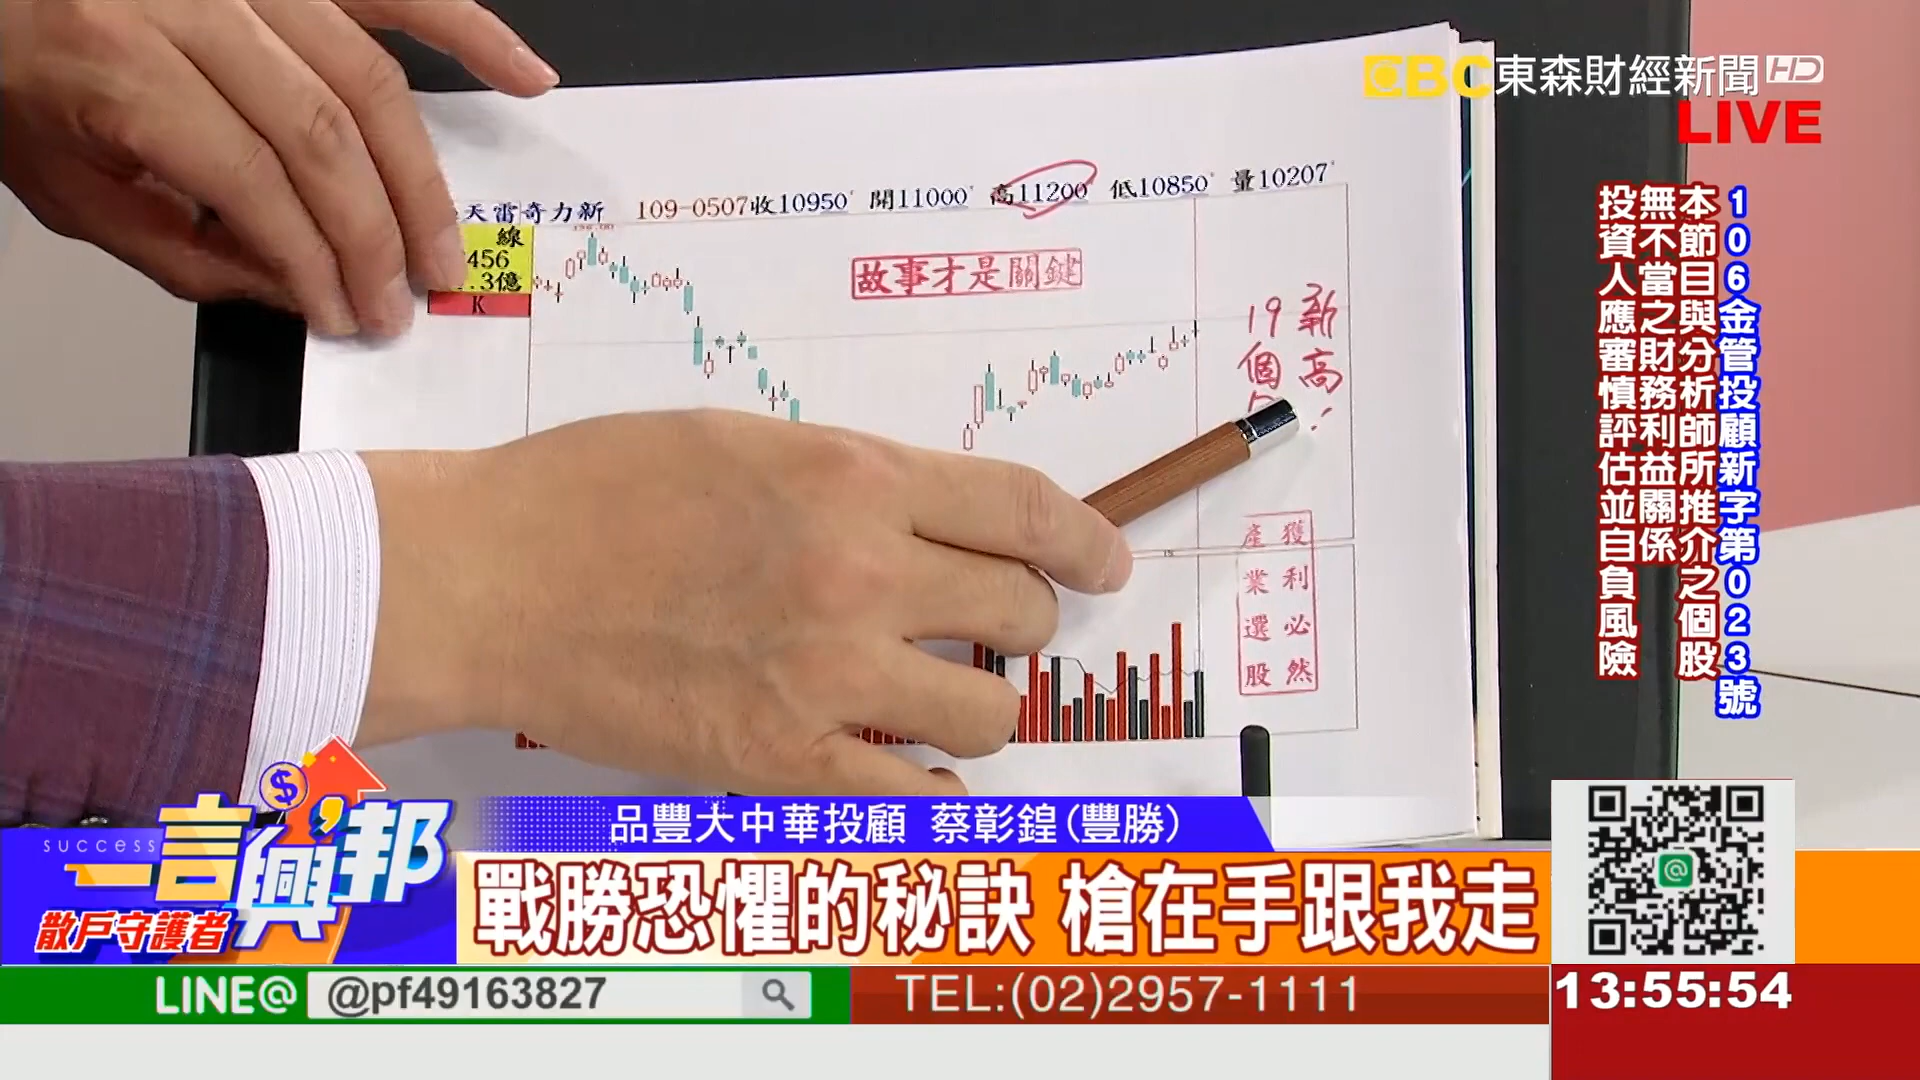 EBC東森財經新聞HD
LIVE
106金管投顧新字第023號
本節目與分析師所推介之個股
無不當之財務利益關係
投資人應審慎評估並自負風險
天雷奇力新 109-0507收10950 開11000 高11200 低10850 量10207
線
456
.3億
K
故事才是關鍵
新高!
19個
獲利必然
產業選股
success
一言興邦
散戶守護者
品豐大中華投顧 蔡彰鍠(豐勝)
戰勝恐懼的秘訣 槍在手跟我走
LINE@ @pf49163827
TEL:(02)2957-1111
13:55:54